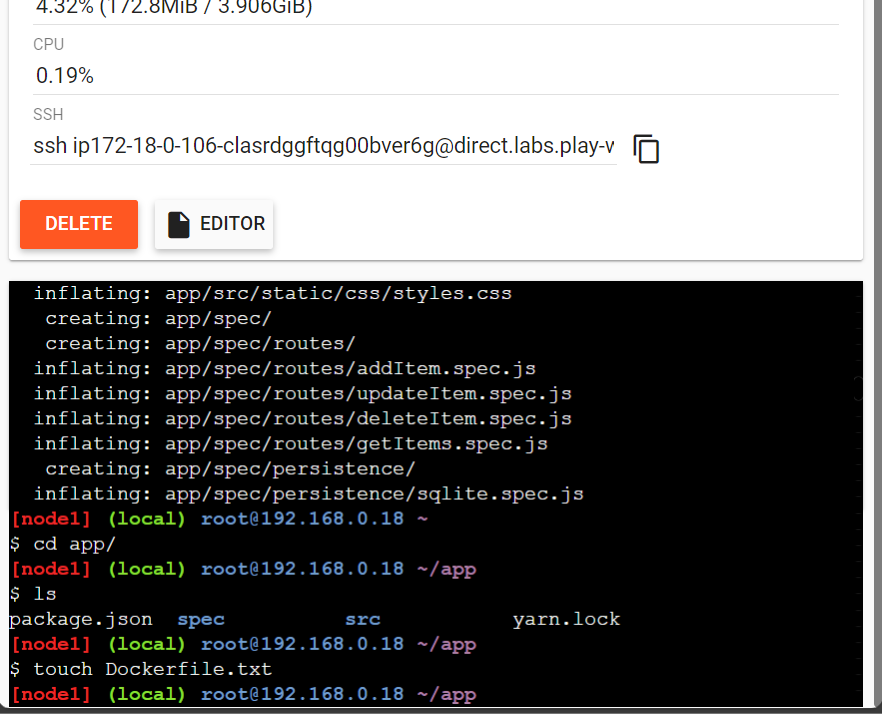 4.32% (172.8MiB / 3.906GiB)
CPU
0.19%
SSH
ssh ip172-18-0-106-clasrdggftqg00bver6g@direct.labs.play-w
DELETE
EDITOR
inflating: app/src/static/css/styles.css
creating: app/spec/
creating: app/spec/routes/
inflating: app/spec/routes/addItem.spec.js
inflating: app/spec/routes/updateItem.spec.js
inflating: app/spec/routes/deleteItem.spec.js
inflating: app/spec/routes/getItems.spec.js
creating: app/spec/persistence/
inflating: app/spec/persistence/sqlite.spec.js
[node1] (local) root@192.168.0.18 ~
$ cd app/
[node1] (local) root@192.168.0.18 ~/app
$ ls
package.json spec src yarn.lock
[node1] (local) root@192.168.0.18 ~/app
$ touch Dockerfile.txt
[node1] (local) root@192.168.0.18 ~/app